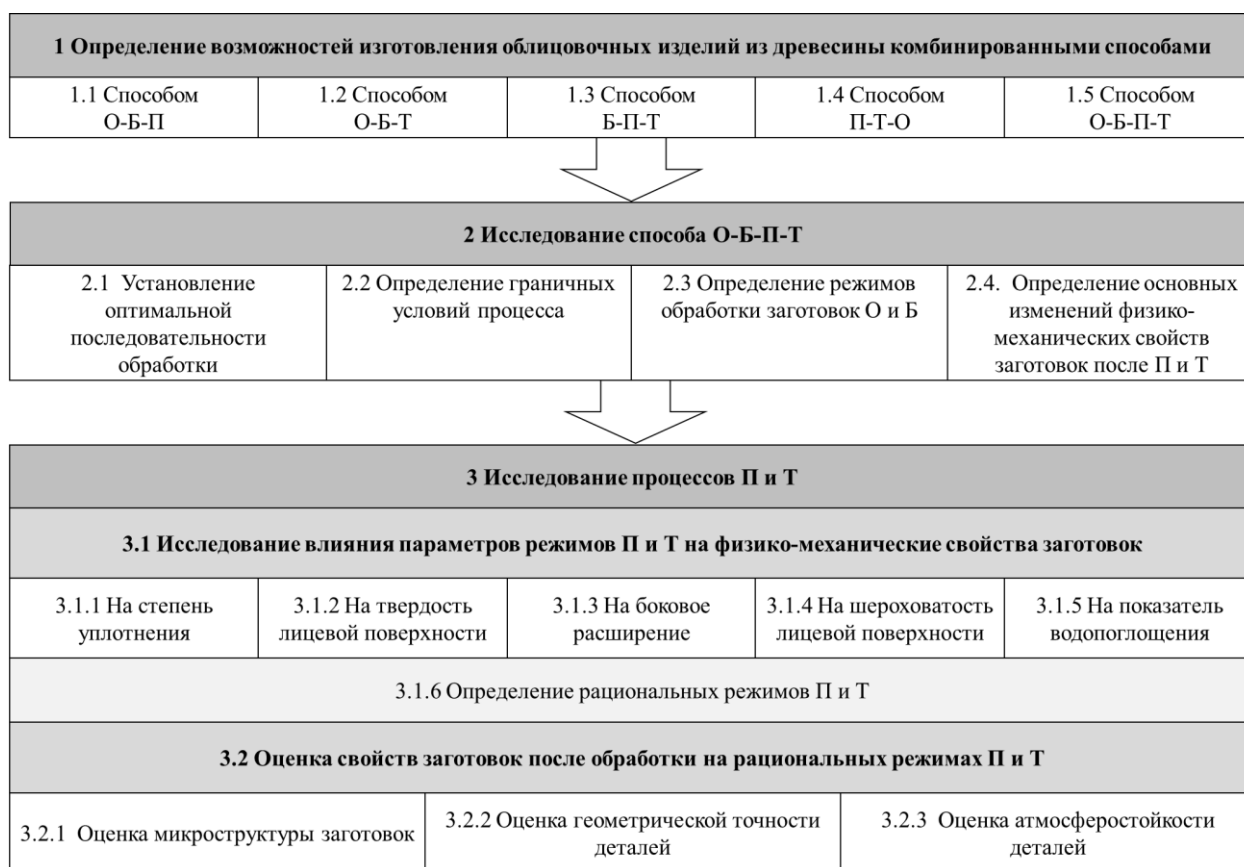 1 Определение возможностей изготовления облицовочных изделий из древесины комбинированными способами
1.1 Способом
О-Б-П
1.2 Способом
О-Б-Т
1.3 Способом
Б-П-Т
1.4 Способом
П-Т-О
1.5 Способом
О-Б-П-Т
2 Исследование способа О-Б-П-Т
2.1 Установление
оптимальной
последовательности
обработки
2.2 Определение граничных
условий процесса
2.3 Определение режимов
обработки заготовок О и Б
2.4. Определение основных
изменений физико-
механических свойств
заготовок после П и Т
3 Исследование процессов П и Т
3.1 Исследование влияния параметров режимов П и Т на физико-механические свойства заготовок
3.1.1 На степень
уплотнения
3.1.2 На твердость
лицевой поверхности
3.1.3 На боковое
расширение
3.1.4 На шероховатость
лицевой поверхности
3.1.5 На показатель
водопоглощения
3.1.6 Определение рациональных режимов П и Т
3.2 Оценка свойств заготовок после обработки на рациональных режимах П и Т
3.2.1 Оценка микроструктуры заготовок
3.2.2 Оценка геометрической точности
деталей
3.2.3 Оценка атмосферостойкости
деталей